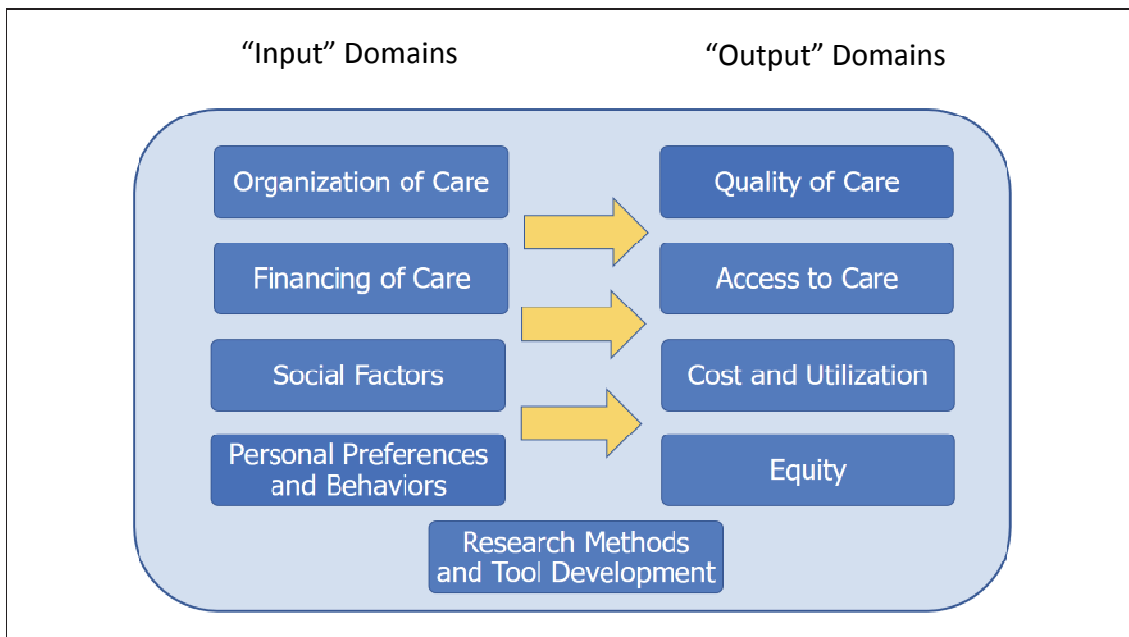 “Input” Domains
“Output” Domains
Organization of Care
Quality of Care
Financing of Care
Access to Care
Social Factors
Cost and Utilization
Personal Preferences
and Behaviors
Equity
Research Methods
and Tool Development